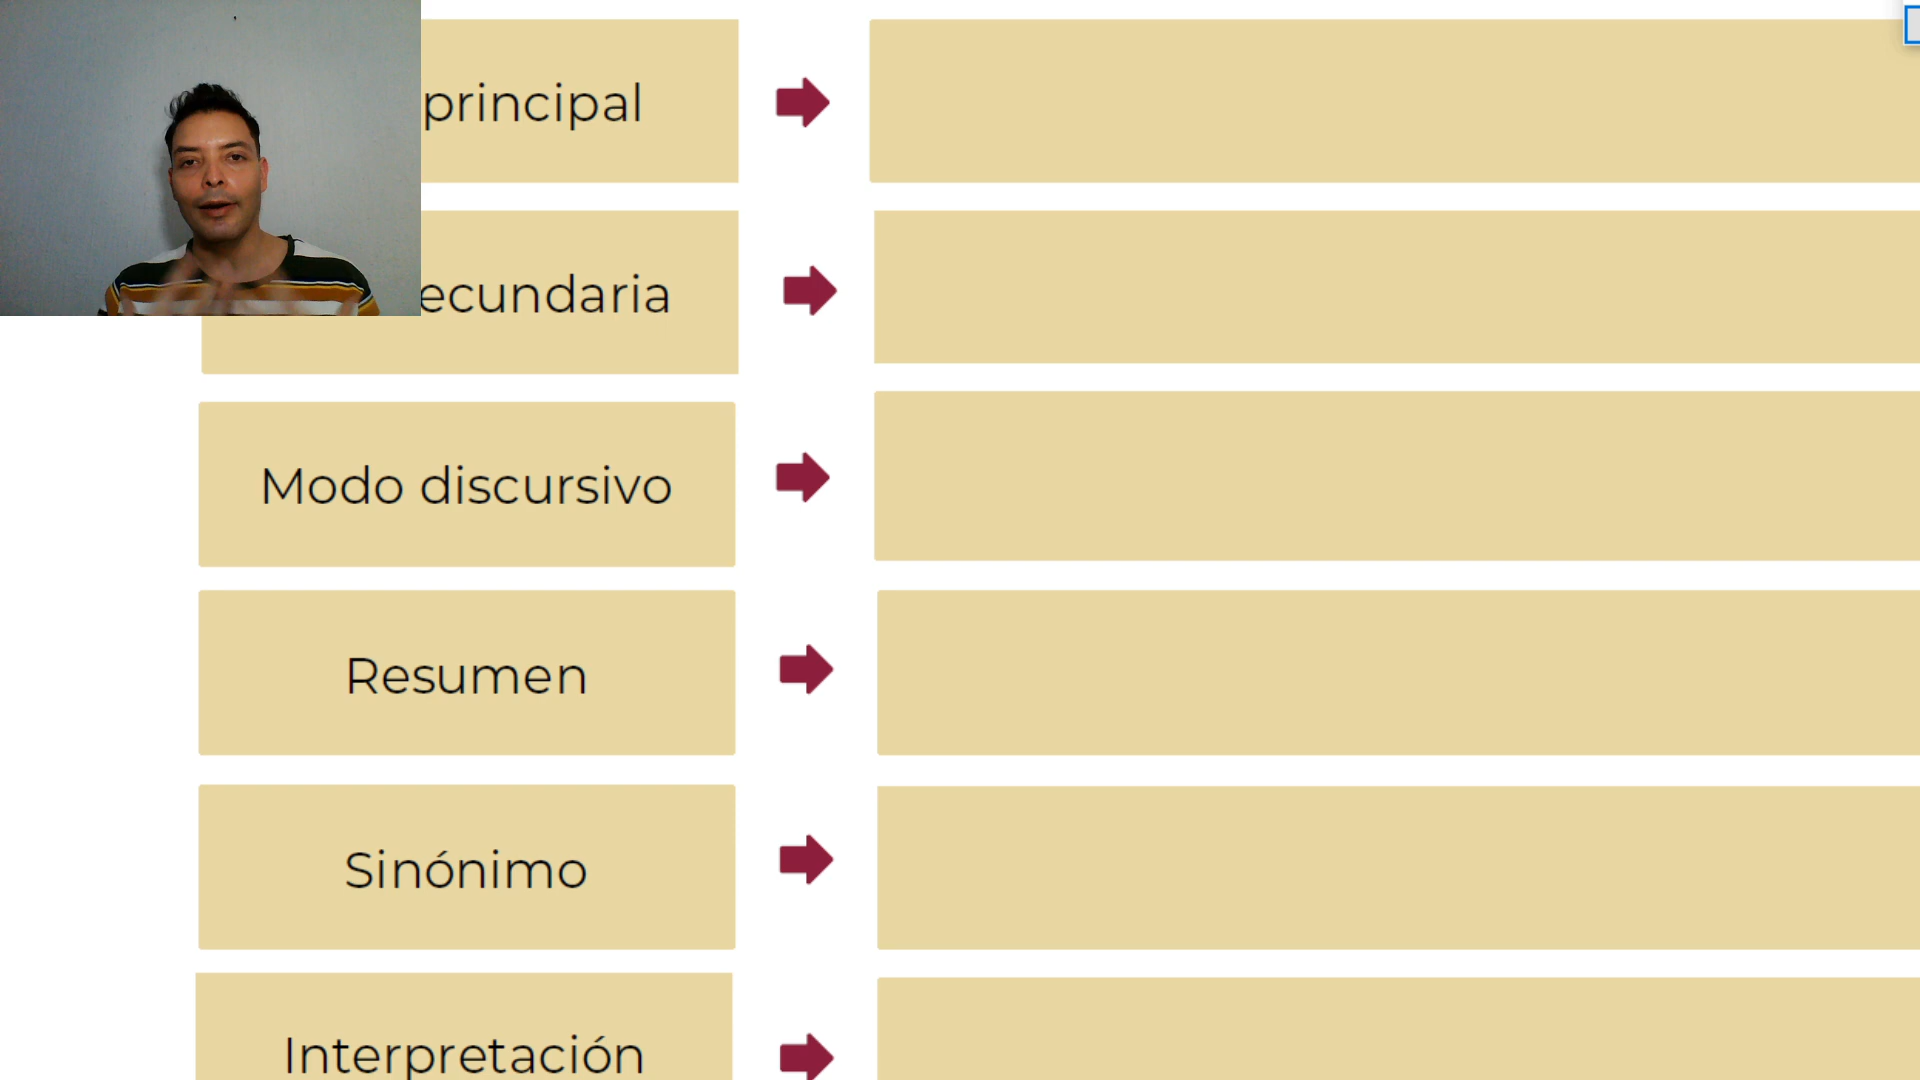 principal
ecundaria
Modo discursivo
Resumen
Sinónimo
Interpretación